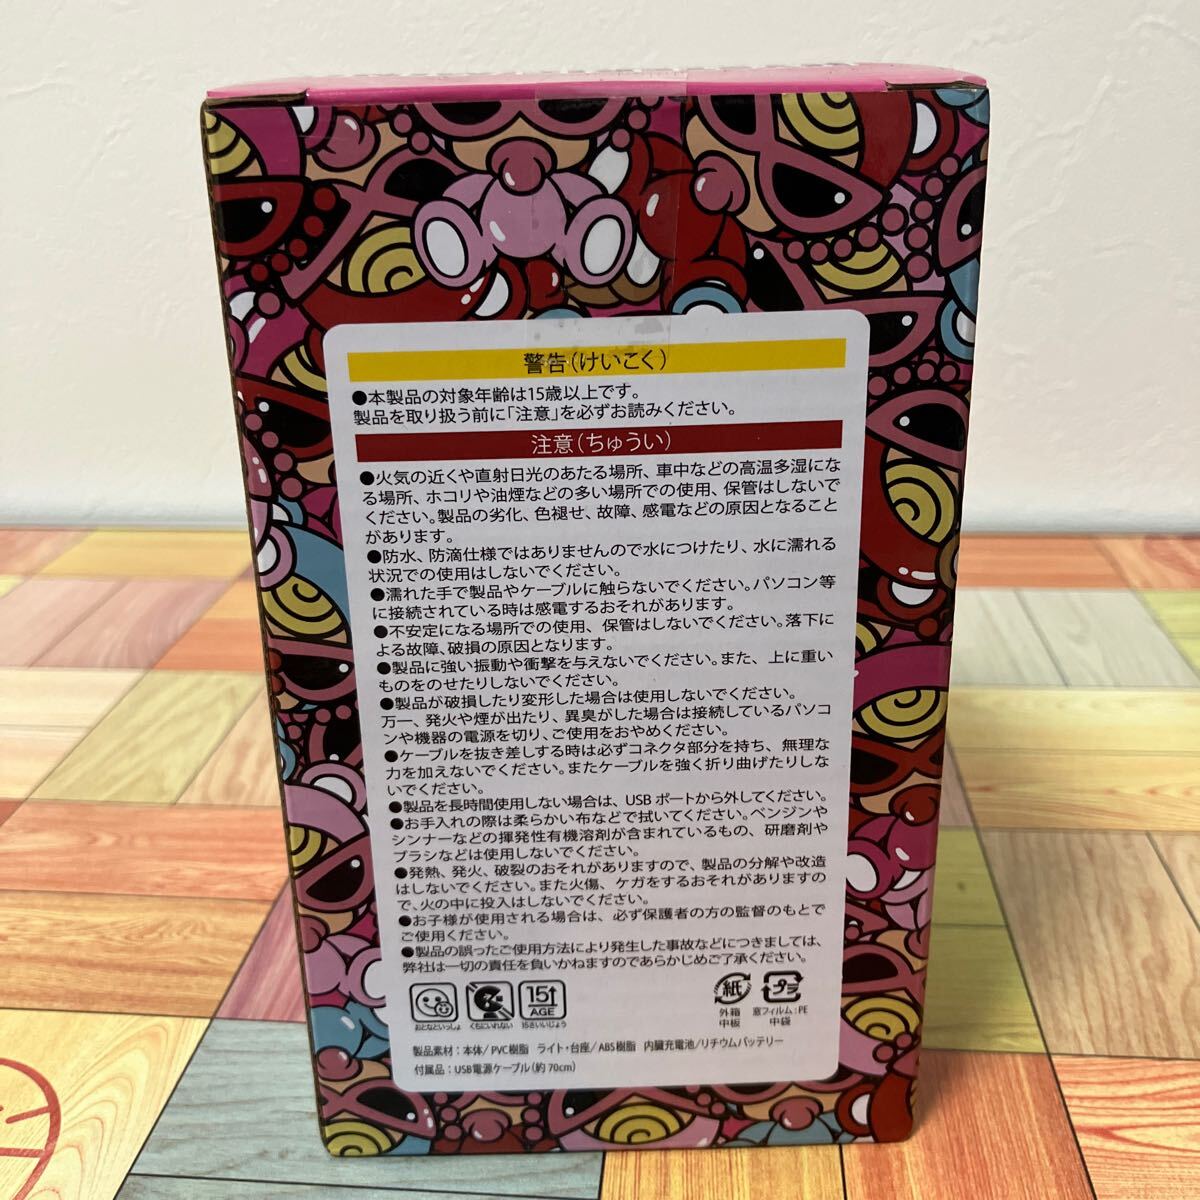 警告(けいこく)
●本製品の対象年齢は15歳以上です。
製品を取り扱う前に「注意」を必ずお読みください。
注意(ちゅうい)
●火気の近くや直射日光のあたる場所、車中などの高温多湿にな
る場所、ホコリや油煙などの多い場所での使用、保管はしないで
ください。製品の劣化、色褪せ、故障、感電などの原因となること
があります。
●防水、防滴仕様ではありませんので水につけたり、水に濡れる
状況での使用はしないでください。
●濡れた手で製品やケーブルに触らないでください。パソコン等
に接続されている時は感電するおそれがあります。
●不安定になる場所での使用、保管はしないでください。落下に
よる故障、破損の原因となります。
●製品に強い振動や衝撃を与えないでください。また、上に重い
ものをのせたりしないでください。
●製品が破損したり変形した場合は使用しないでください。
万一、発火や煙が出たり、異臭がした場合は接続しているパソコ
ンや機器の電源を切り、ご使用をおやめください。
●ケーブルを抜き差しする時は必ずコネクタ部分を持ち、無理な
力を加えないでください。またケーブルを強く折り曲げたりしな
いでください。
●製品を長時間使用しない場合は、USB ポートから外してください。
●お手入れの際は柔らかい布などで拭いてください。ベンジンや
シンナーなどの揮発性有機溶剤が含まれているもの、研磨剤や
ブラシなどは使用しないでください。
●発熱、発火、破裂のおそれがありますので、製品の分解や改造
はしないでください。また火傷、ケガをするおそれがありますの
で、火の中に投入はしないでください。
●お子様が使用される場合は、必ず保護者の方の監督のもとで
ご使用ください。
●製品の誤ったご使用方法により発生した事故などにつきましては、
弊社は一切の責任を負いかねますのであらかじめご了承ください。
15↑
AGE
おとなといっしょ くちにいれない 15さいいじょう
紙 プラ
外箱 窓フィルム:PE
中板 中袋
製品素材:本体/PVC樹脂 ライト・台座/ABS樹脂 内臓充電池/リチウムバッテリー
付属品:USB電源ケーブル(約70cm)